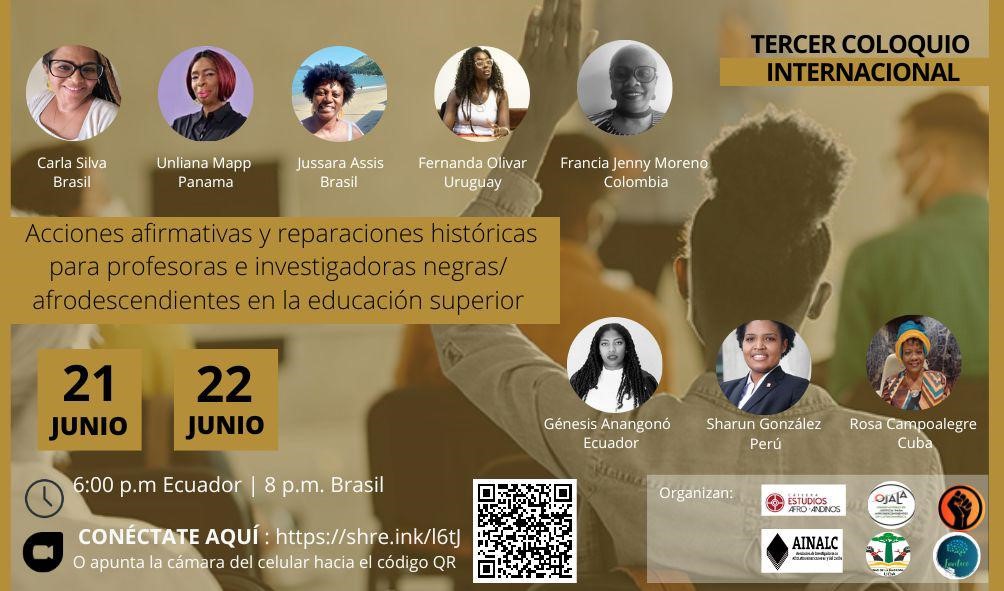 TERCER COLOQUIO
INTERNACIONAL
Carla Silva
Brasil
Unliana Mapp
Panama
Jussara Assis
Brasil
Fernanda Olivar
Uruguay
Francia Jenny Moreno
Colombia
Acciones afirmativas y reparaciones históricas
para profesoras e investigadoras negras/
afrodescendientes en la educación superior
21
JUNIO
22
JUNIO
Génesis Anangonó
Ecuador
Sharun González
Perú
Rosa Campoalegre
Cuba
6:00 p.m Ecuador | 8 p.m. Brasil
CONÉCTATE AQUÍ : https://shre.ink/l6tJ
O apunta la cámara del celular hacia el código QR
Organizan:
ESTUDIOS
AFRO-ANDINOS
OJALA
AINALC